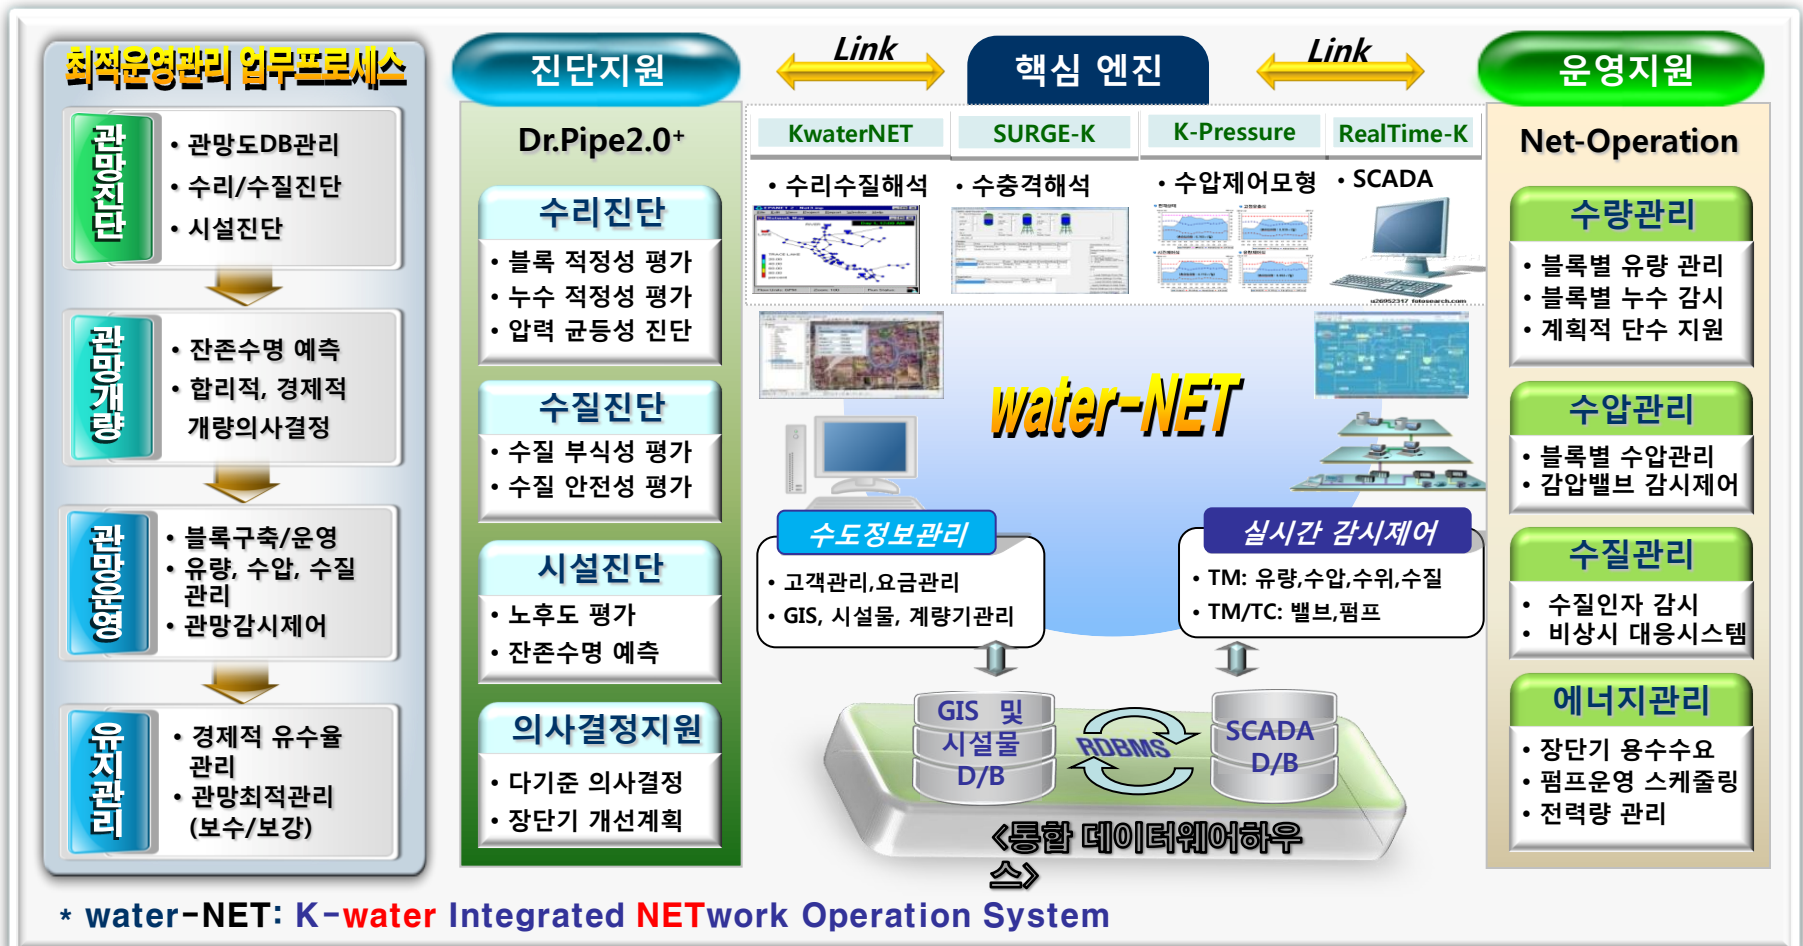 최적운영관리 업무프로세스
관망진단
• 관망도DB관리
• 수리/수질진단
• 시설진단
관망개량
• 잔존수명 예측
• 합리적, 경제적
개량의사결정
관망운영
• 블록구축/운영
• 유량, 수압, 수질
관리
• 관망감시제어
유지관리
• 경제적 유수율
관리
• 관망최적관리
(보수/보강)
진단지원
Dr.Pipe2.0+
수리진단
• 블록 적정성 평가
• 누수 적정성 평가
• 압력 균등성 진단
수질진단
• 수질 부식성 평가
• 수질 안전성 평가
시설진단
• 노후도 평가
• 잔존수명 예측
의사결정지원
• 다기준 의사결정
• 장단기 개선계획
Link
핵심 엔진
Link
KwaterNET
• 수리수질해석
SURGE-K
• 수충격해석
K-Pressure
• 수압제어모형
RealTime-K
• SCADA
u26952317 fotosearch.com
water-NET
수도정보관리
• 고객관리,요금관리
• GIS, 시설물, 계량기관리
실시간 감시제어
• TM: 유량,수압,수위,수질
• TM/TC: 밸브,펌프
GIS 및
시설물
D/B
RDBMS
SCADA
D/B
<통합 데이터웨어하우
스>
운영지원
Net-Operation
수량관리
• 블록별 유량 관리
• 블록별 누수 감시
• 계획적 단수 지원
수압관리
• 블록별 수압관리
• 감압밸브 감시제어
수질관리
• 수질인자 감시
• 비상시 대응시스템
에너지관리
• 장단기 용수수요
• 펌프운영 스케줄링
• 전력량 관리
* water-NET: K-water Integrated NETwork Operation System